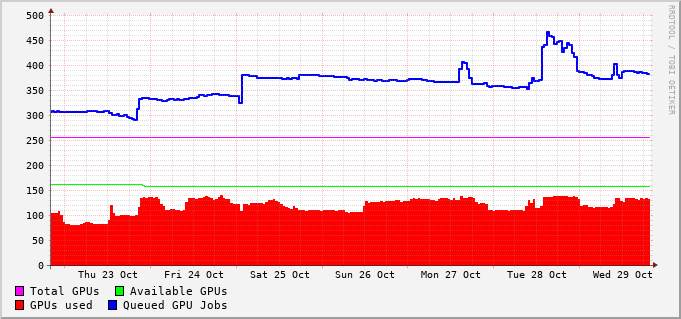 500
450
400
350
300
250
200
150
100
50
0
Thu 23 Oct Fri 24 Oct Sat 25 Oct Sun 26 Oct Mon 27 Oct Tue 28 Oct Wed 29 Oct
Total GPUs Available GPUs
GPUs used Queued GPU Jobs
RRDTOOL / TOBI OETIKER